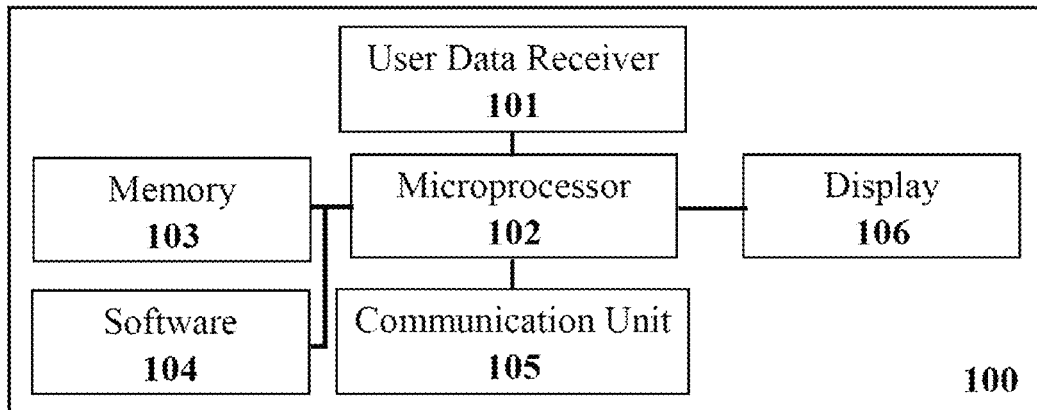 User Data Receiver
101
Memory
103
Microprocessor
102
Display
106
Software
104
Communication Unit
105
100